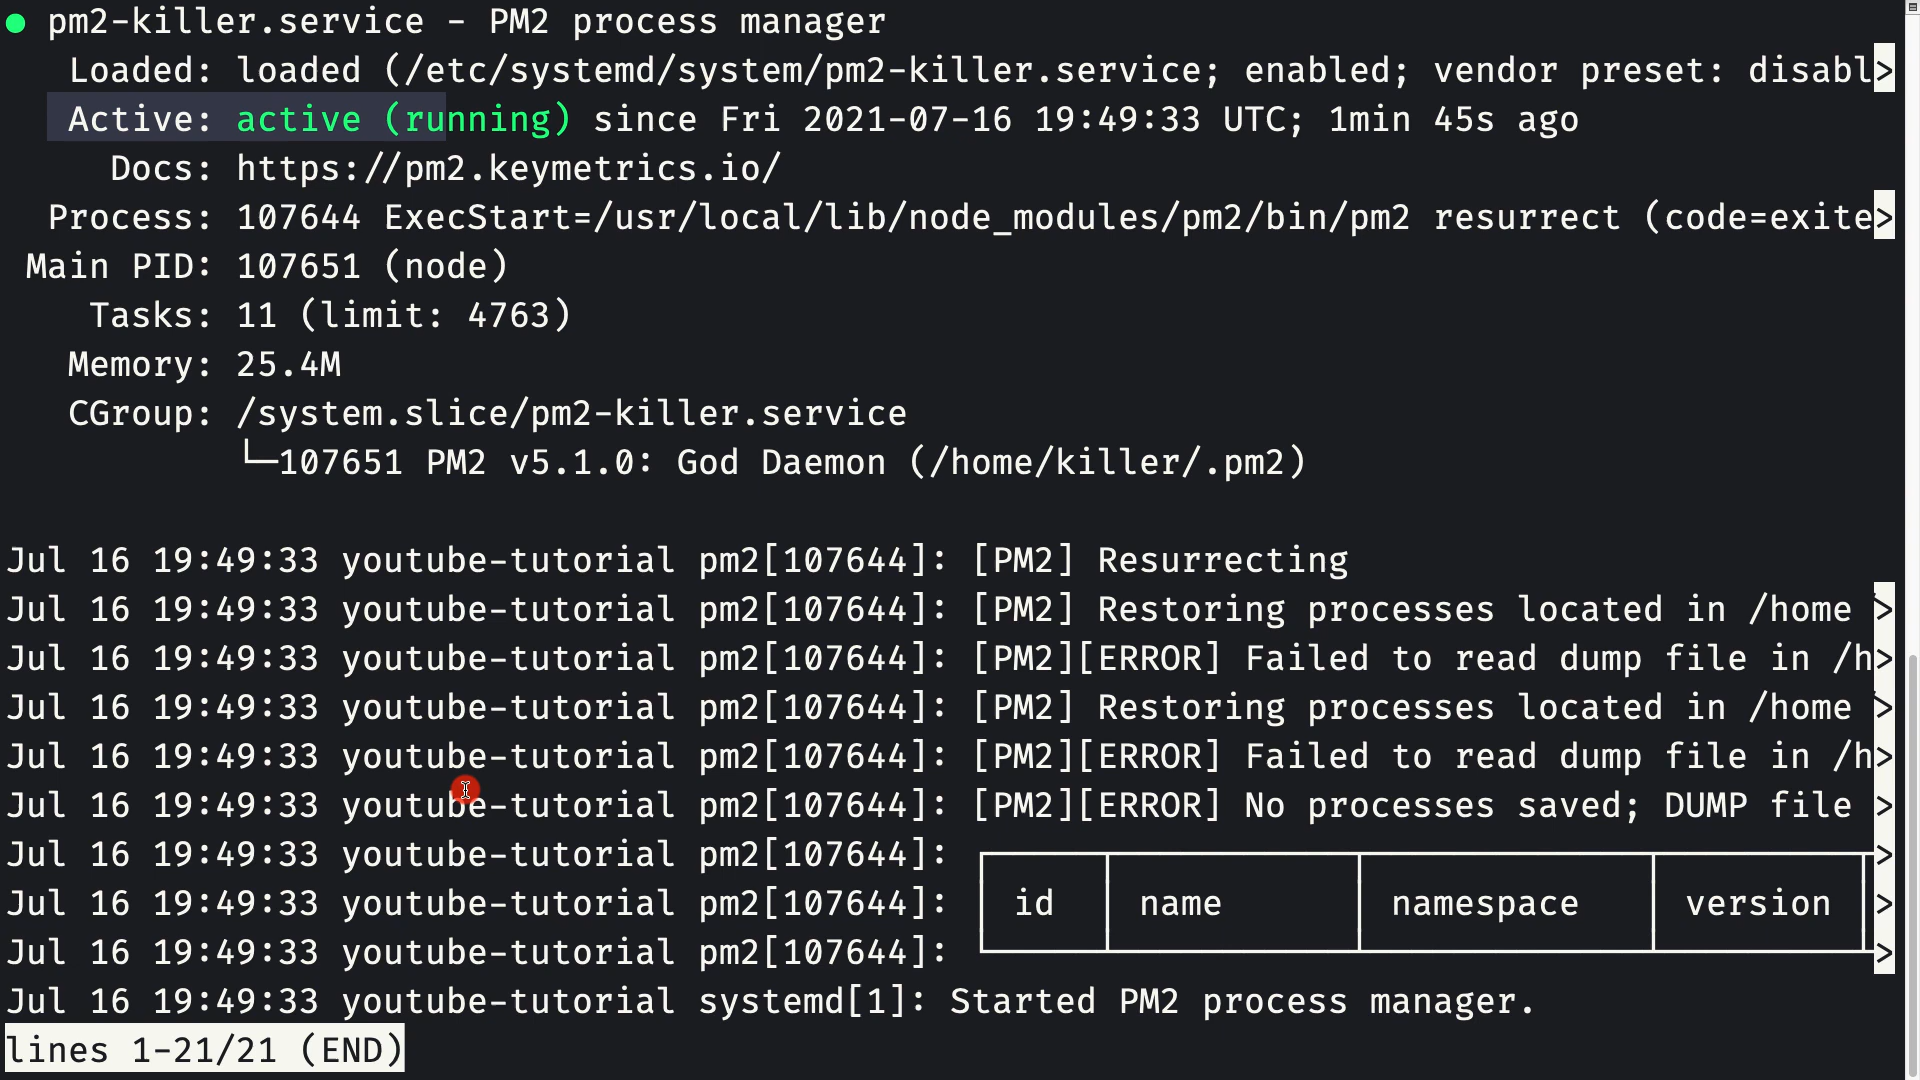 ● pm2-killer.service - PM2 process manager
Loaded: loaded (/etc/systemd/system/pm2-killer.service; enabled; vendor preset: disabl>
Active: active (running) since Fri 2021-07-16 19:49:33 UTC; 1min 45s ago
Docs: https://pm2.keymetrics.io/
Process: 107644 ExecStart=/usr/local/lib/node_modules/pm2/bin/pm2 resurrect (code=exite>
Main PID: 107651 (node)
Tasks: 11 (limit: 4763)
Memory: 25.4M
CGroup: /system.slice/pm2-killer.service
└─107651 PM2 v5.1.0: God Daemon (/home/killer/.pm2)
Jul 16 19:49:33 youtube-tutorial pm2[107644]: [PM2] Resurrecting
Jul 16 19:49:33 youtube-tutorial pm2[107644]: [PM2] Restoring processes located in /home >
Jul 16 19:49:33 youtube-tutorial pm2[107644]: [PM2][ERROR] Failed to read dump file in /h>
Jul 16 19:49:33 youtube-tutorial pm2[107644]: [PM2] Restoring processes located in /home >
Jul 16 19:49:33 youtube-tutorial pm2[107644]: [PM2][ERROR] Failed to read dump file in /h>
Jul 16 19:49:33 youtube-tutorial pm2[107644]: [PM2][ERROR] No processes saved; DUMP file >
Jul 16 19:49:33 youtube-tutorial pm2[107644]: >
Jul 16 19:49:33 youtube-tutorial pm2[107644]: │ id │ name │ namespace │ version │>
Jul 16 19:49:33 youtube-tutorial pm2[107644]: >
Jul 16 19:49:33 youtube-tutorial systemd[1]: Started PM2 process manager.
lines 1-21/21 (END)